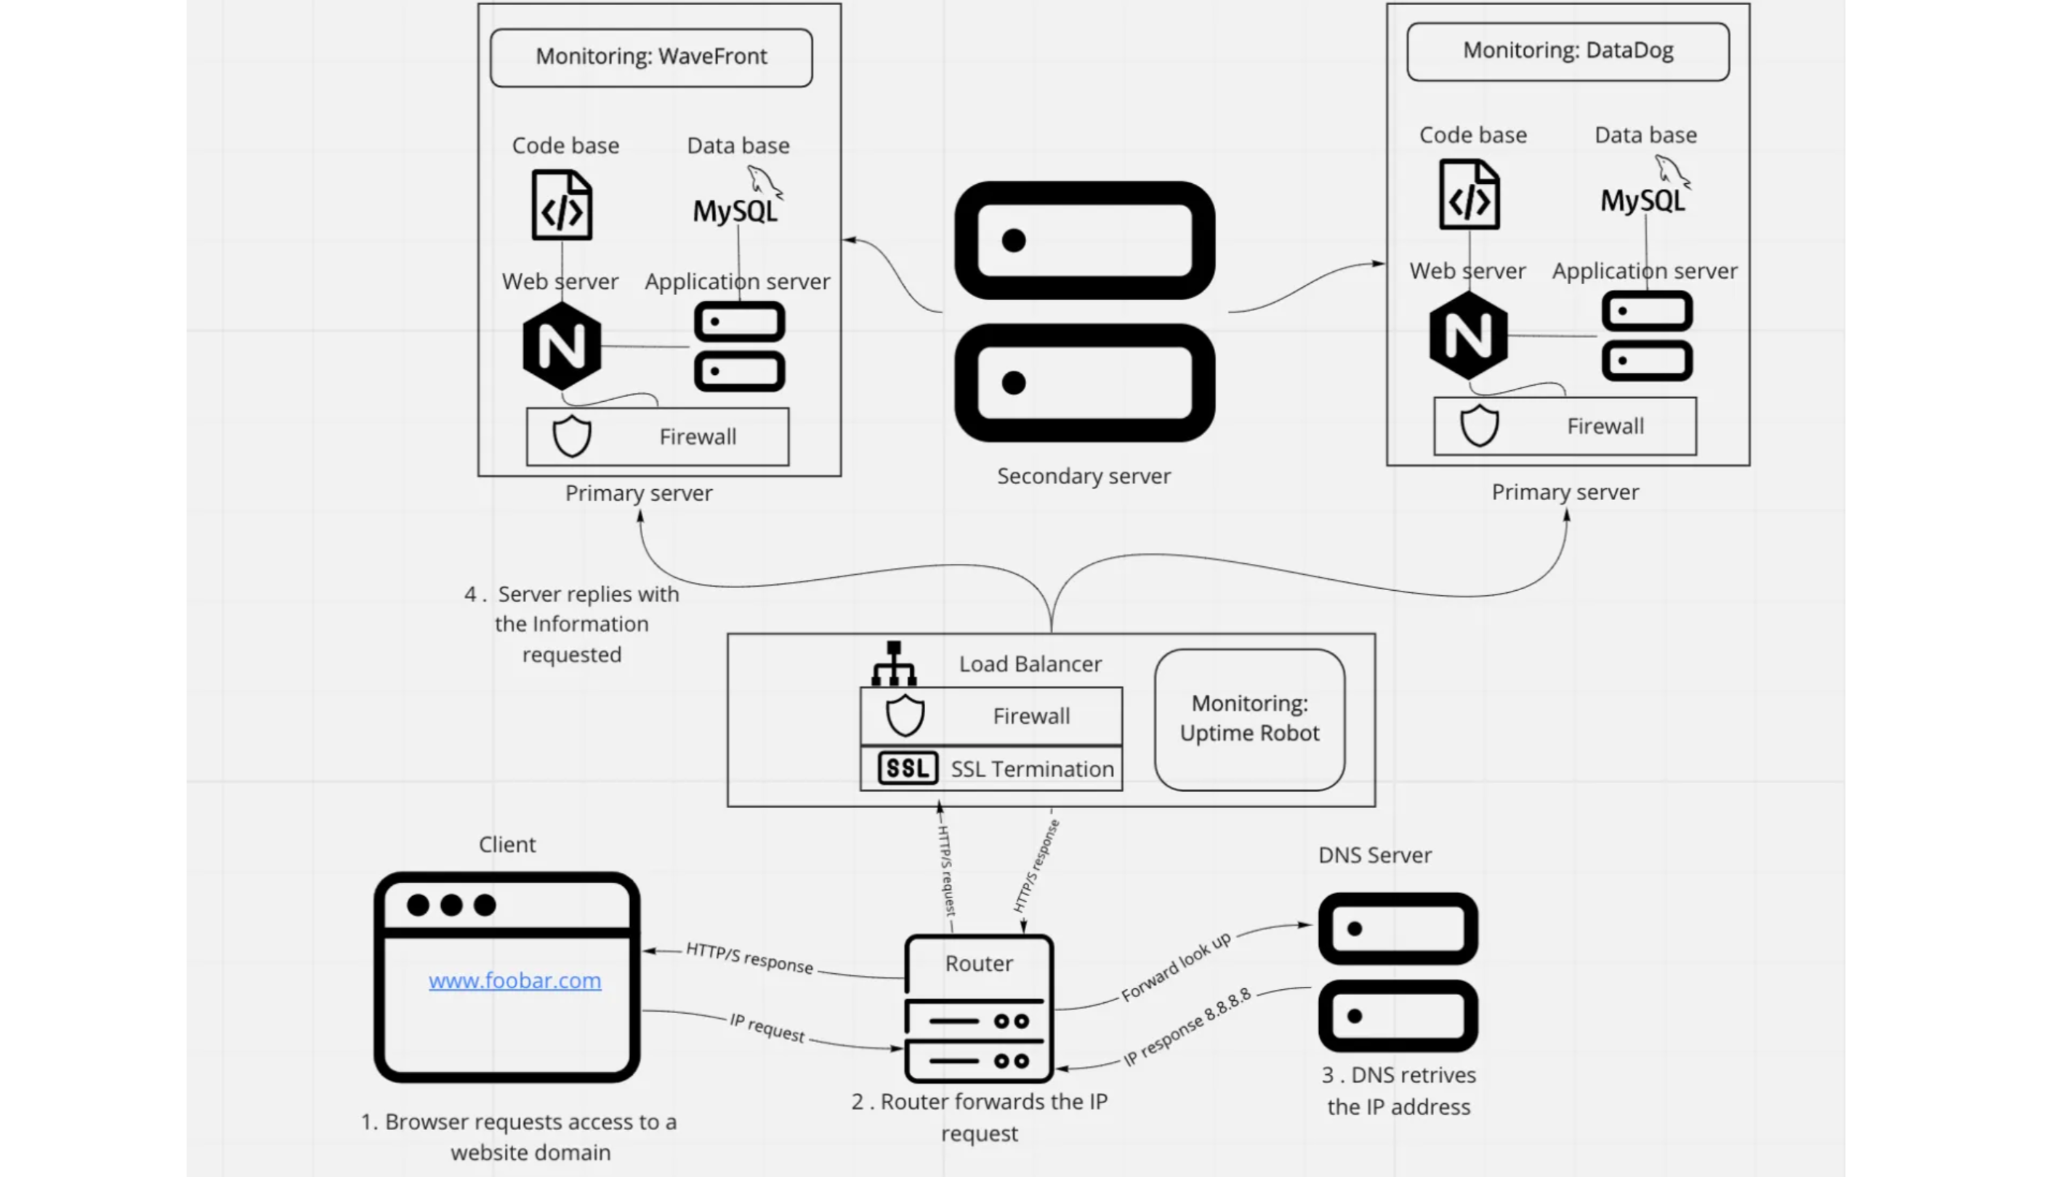 Monitoring: WaveFront
Code base
Data base
MySQL
Web server
Application server
N
Firewall
Primary server
Secondary server
Monitoring: DataDog
Code base
Data base
MySQL
Web server
Application server
N
Firewall
Primary server
4 . Server replies with
the Information
requested
Load Balancer
Firewall
SSL
SSL Termination
Monitoring:
Uptime Robot
HTTP/S request
HTTP/S response
Client
www.foobar.com
HTTP/S response
IP request
1. Browser requests access to a
website domain
Router
2 . Router forwards the IP
request
Forward look up
IP response 8.8.8.8
DNS Server
3 . DNS retrives
the IP address